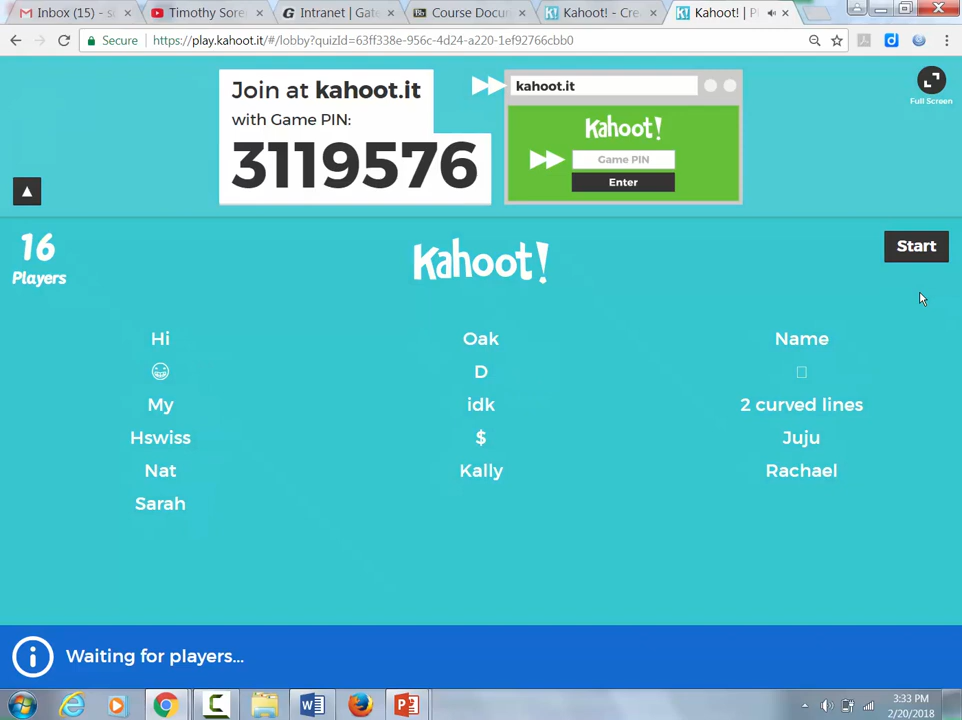 Inbox (15) - si
Timothy Sore
Intranet | Gate
Course Docu
Kahoot! - Cre
Kahoot! | P
Secure
https://play.kahoot.it/#/lobby?quizId=63ff338e-956c-4d24-a220-1ef92766cbb0
Join at kahoot.it
with Game PIN:
3119576
kahoot.it
Kahoot!
Game PIN
Enter
Full Screen
16
Players
Kahoot!
Start
Hi
Oak
Name
😁
D
My
idk
2 curved lines
Hswiss
$
Juju
Nat
Kally
Rachael
Sarah
Waiting for players...
3:33 PM
2/20/2018